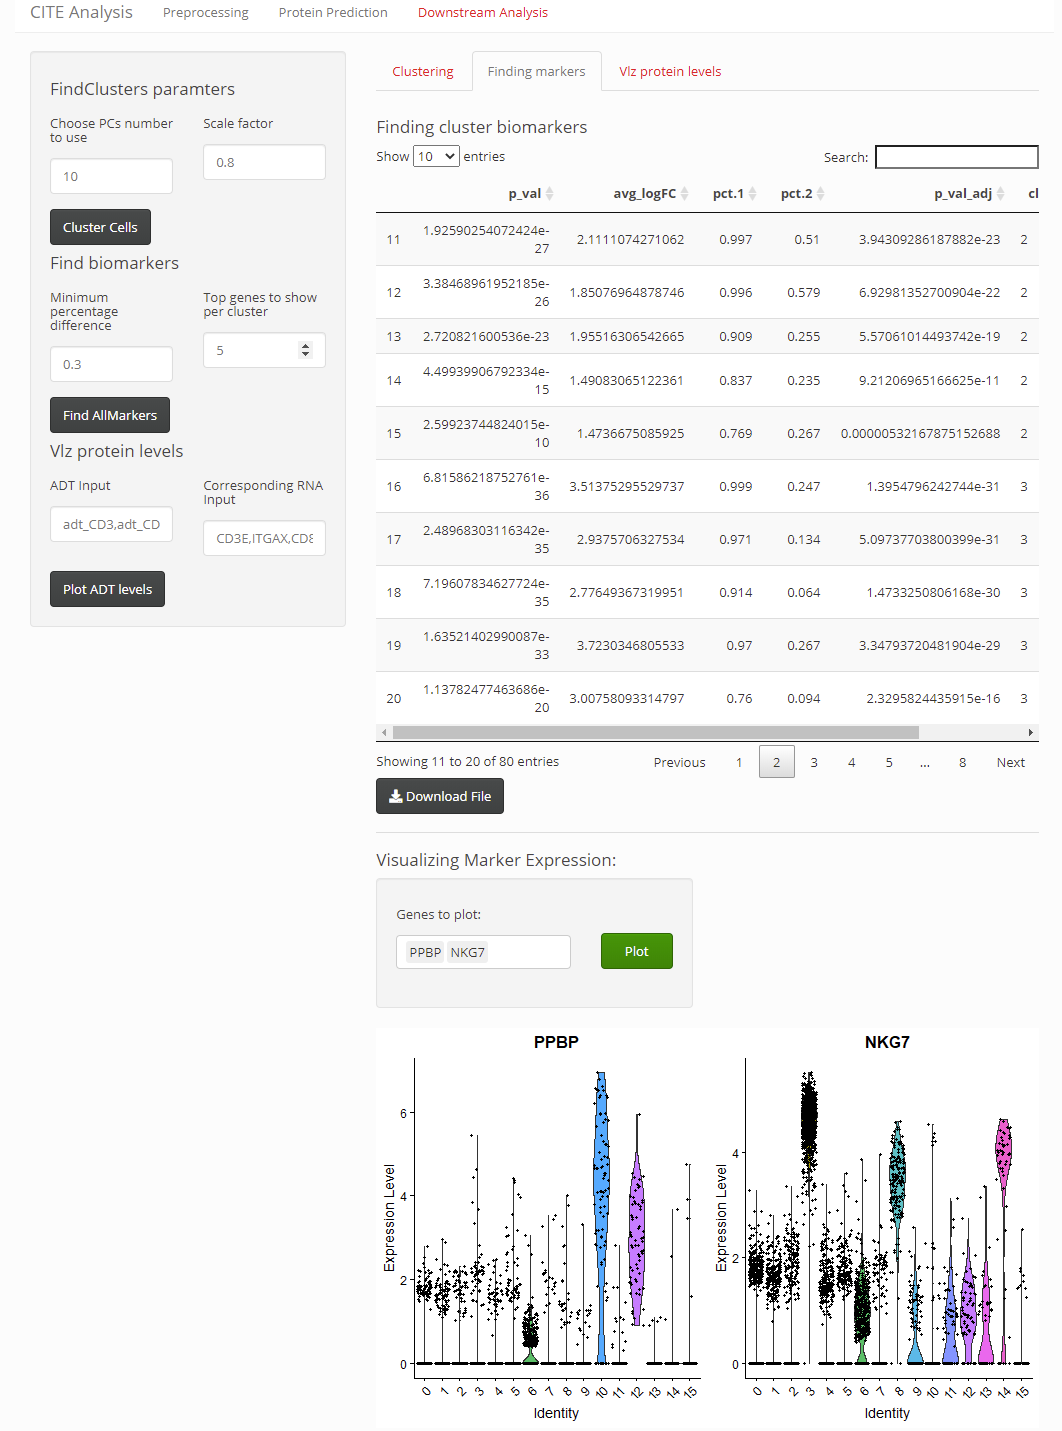 CITE Analysis Preprocessing Protein Prediction Downstream Analysis
FindClusters paramters
Choose PCs number
to use
Scale factor
10
0.8
Cluster Cells
Find biomarkers
Minimum
percentage
difference
Top genes to show
per cluster
0.3
5
Find AllMarkers
Vlz protein levels
ADT Input
Corresponding RNA
Input
adt_CD3,adt_CD
CD3E,ITGAX,CD8
Plot ADT levels
Clustering Finding markers Vlz protein levels
Finding cluster biomarkers
Show 10 entries
Search:
p_val avg_logFC pct.1 pct.2 p_val_adj cl
11 1.92590254072424e-
27 2.1111074271062 0.997 0.51 3.94309286187882e-23 2
12 3.38468961952185e-
26 1.85076964878746 0.996 0.579 6.92981352700904e-22 2
13 2.720821600536e-23 1.95516306542665 0.909 0.255 5.57061014493742e-19 2
14 4.49939906792334e-
15 1.49083065122361 0.837 0.235 9.21206965166625e-11 2
15 2.59923744824015e-
10 1.4736675085925 0.769 0.267 0.00000532167875152688 2
16 6.81586218752761e-
36 3.51375295529737 0.999 0.247 1.3954796242744e-31 3
17 2.48968303116342e-
35 2.9375706327534 0.971 0.134 5.09737703800399e-31 3
18 7.19607834627724e-
35 2.77649367319951 0.914 0.064 1.4733250806168e-30 3
19 1.63521402990087e-
33 3.7230346805533 0.97 0.267 3.34793720481904e-29 3
20 1.13782477463686e-
20 3.00758093314797 0.76 0.094 2.3295824435915e-16 3
Showing 11 to 20 of 80 entries
Previous 1 2 3 4 5 ... 8 Next
Download File
Visualizing Marker Expression:
Genes to plot:
PPBP NKG7
Plot
PPBP
Expression Level
6
4
2
0
0 1 2 3 4 5 6 7 8 9 10 11 12 13 14 15
Identity
NKG7
Expression Level
4
2
0
0 1 2 3 4 5 6 7 8 9 10 11 12 13 14 15
Identity